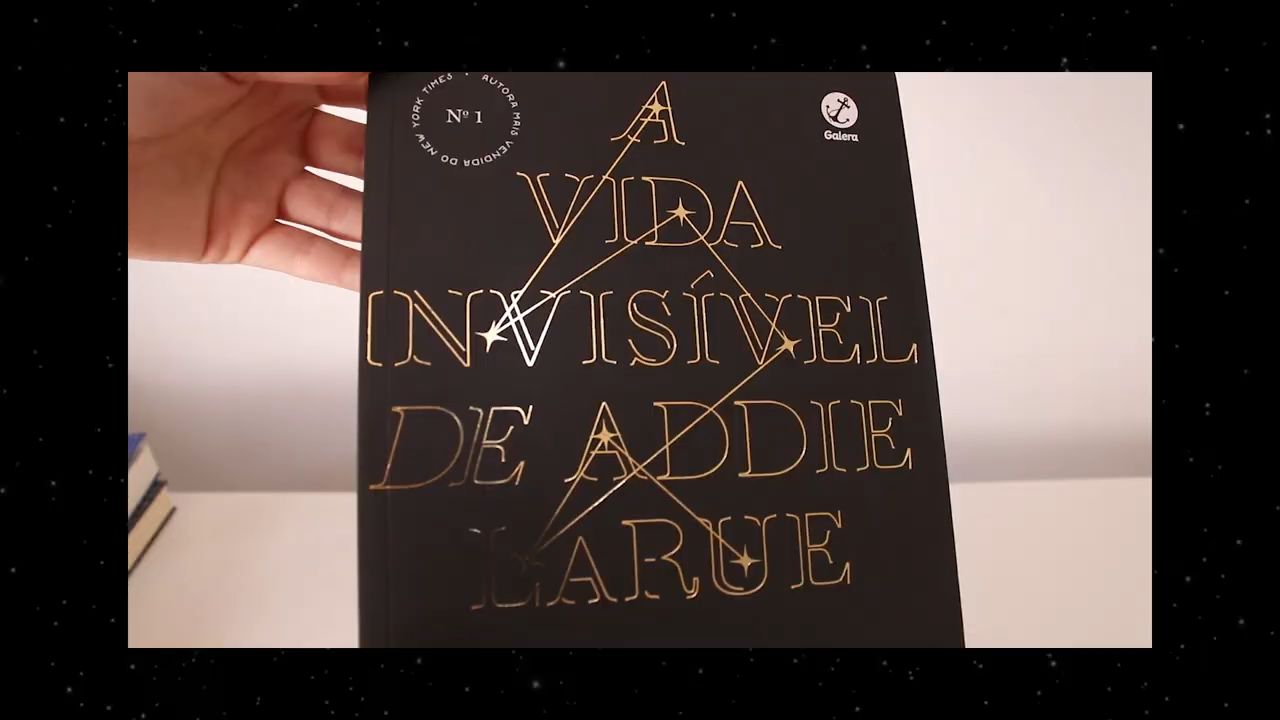 Nº 1
AUTORA MAIS VENDIDA DO NEW YORK TIMES
Galera
A
VIDA
INVISÍVEL
DE ADDIE
LARUE